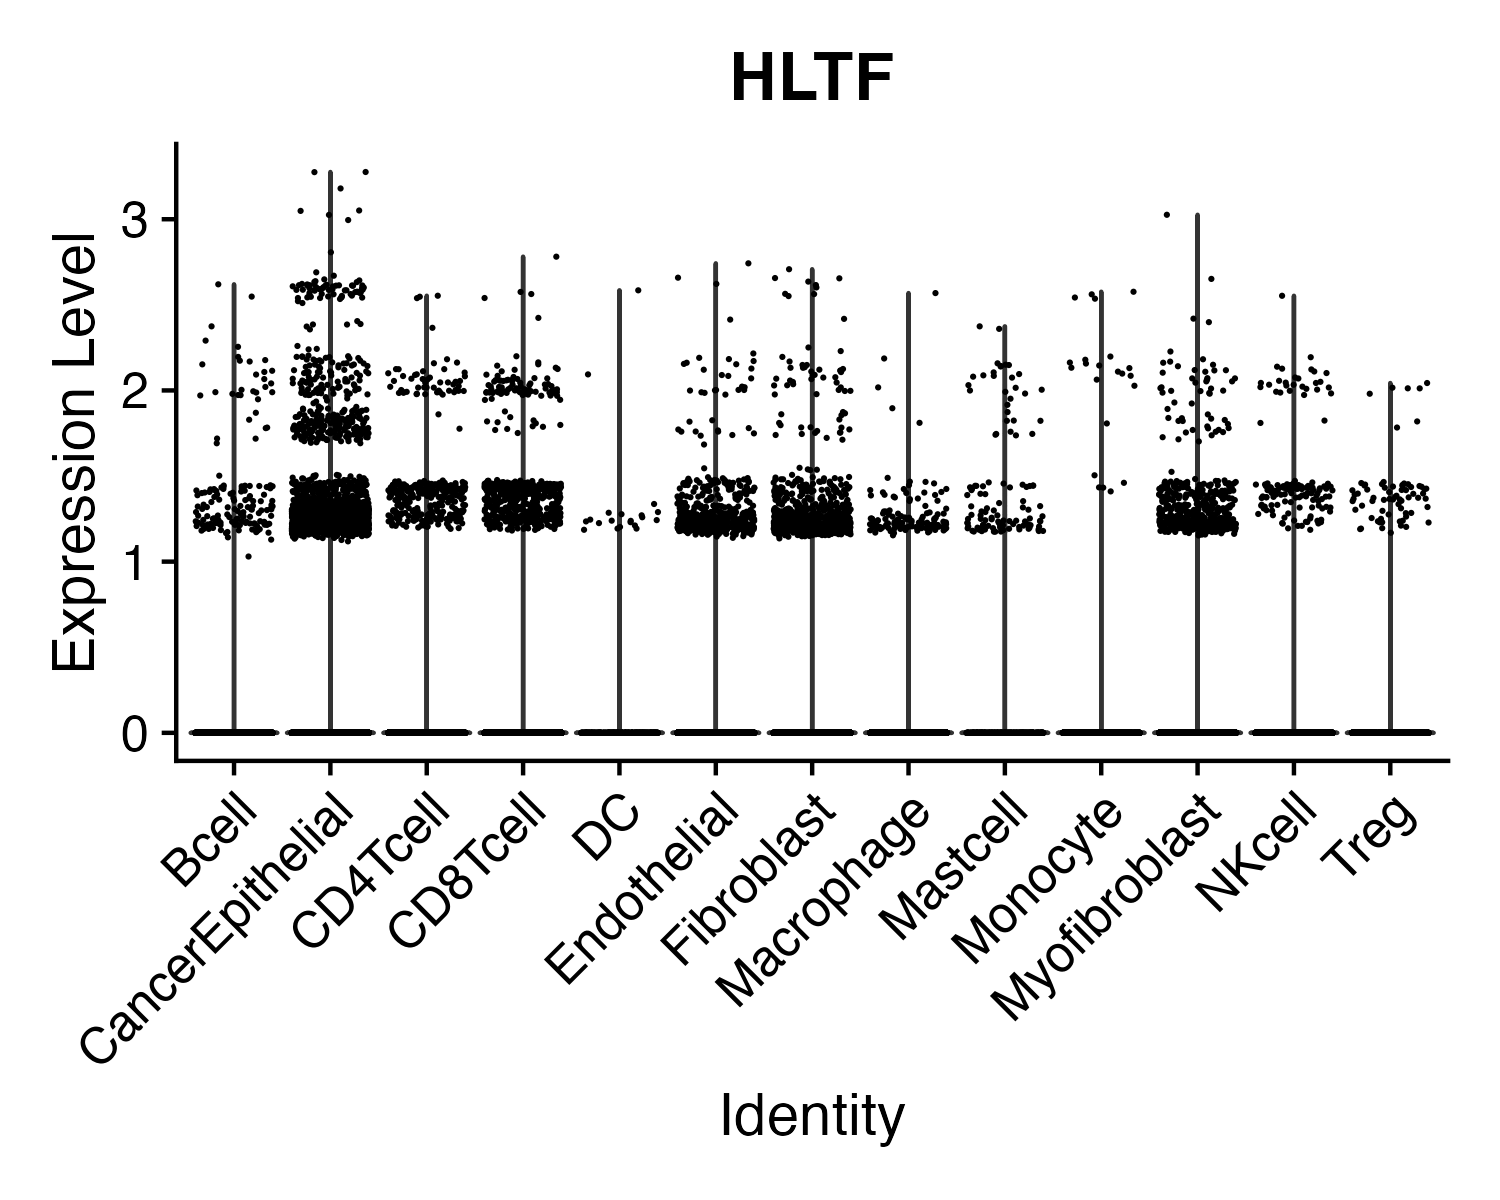 HLTF
Expression Level
3
2
1
0
Bcell
CancerEpithelial
CD4Tcell
CD8Tcell
DC
Endothelial
Fibroblast
Macrophage
Mastcell
Monocyte
Myofibroblast
NKcell
Treg
Identity